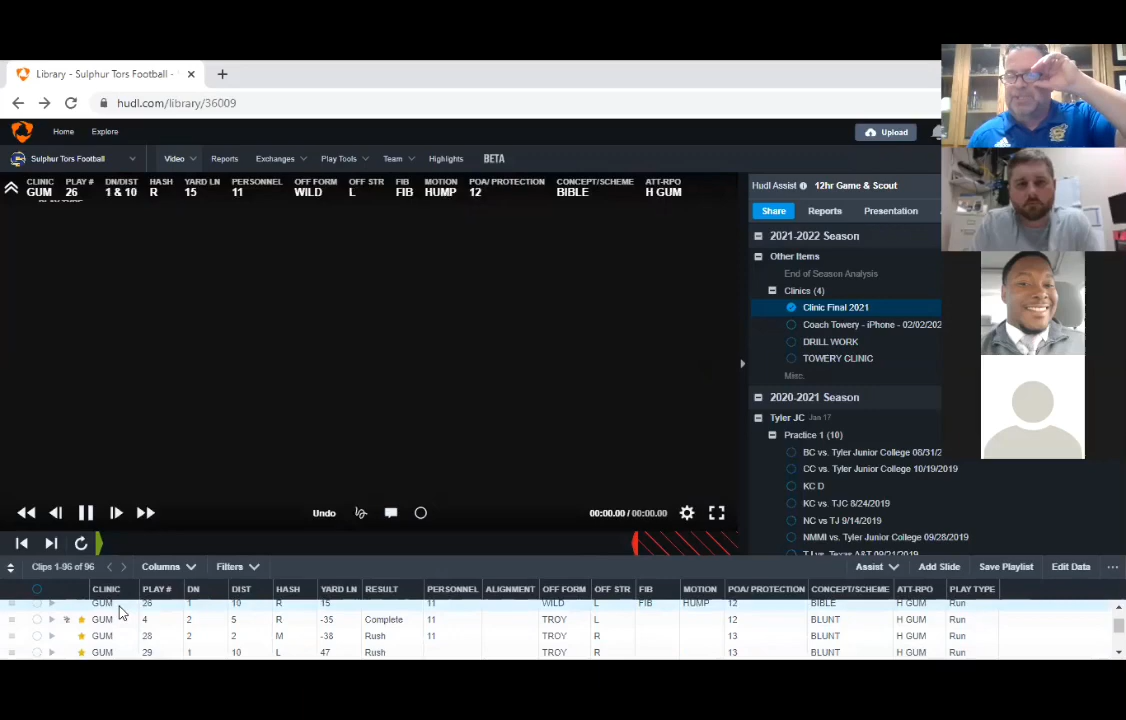 Library - Sulphur Tors Football -
hudl.com/library/36009
Home Explore Upload
Sulphur Tors Football Video Reports Exchanges Play Tools Team Highlights BETA
CLINIC PLAY # DN/DIST HASH YARD LN PERSONNEL OFF FORM OFF STR FIB MOTION POA/ PROTECTION CONCEPT/SCHEME ATT-RPO
GUM 26 1 & 10 R 15 11 WILD L FIB HUMP 12 BIBLE H GUM
PLAY TYPE
Hudl Assist 12hr Game & Scout
Share Reports Presentation
2021-2022 Season
Other Items
End of Season Analysis
Clinics (4)
Clinic Final 2021
Coach Towery - iPhone - 02/02/202
DRILL WORK
TOWERY CLINIC
Misc.
2020-2021 Season
Tyler JC Jan 17
Practice 1 (10)
BC vs. Tyler Junior College 08/31/2
CC vs. Tyler Junior College 10/19/2019
KC D
KC vs TJC 8/24/2019
NC vs TJ 9/14/2019
NMMI vs. Tyler Junior College 09/28/2019
TJ vs. Texas A&T 09/21/2019
Undo 00:00.00 / 00:00.00
Clips 1-96 of 96 Columns Filters Assist Add Slide Save Playlist Edit Data
CLINIC PLAY # DN DIST HASH YARD LN RESULT PERSONNEL ALIGNMENT OFF FORM OFF STR FIB MOTION POA/ PROTECTION CONCEPT/SCHEME ATT-RPO PLAY TYPE
GUM 26 1 10 R 15 11 WILD L FIB HUMP 12 BIBLE H GUM Run
GUM 4 2 5 R -35 Complete 11 TROY L 12 BLUNT H GUM Run
GUM 28 2 2 M -38 Rush 11 TROY R 13 BLUNT H GUM Run
GUM 29 1 10 L 47 Rush TROY R 13 BLUNT H GUM Run